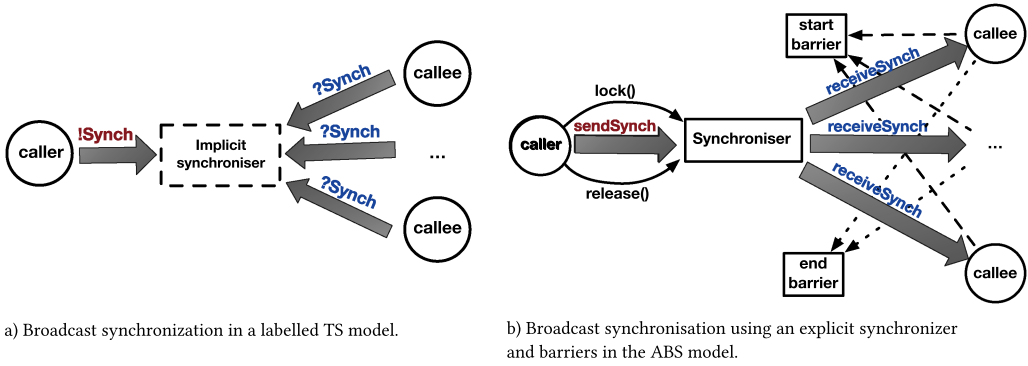 callee
?Synch
!Synch
caller
Implicit
synchroniser
?Synch
...
?Synch
callee
a) Broadcast synchronization in a labelled TS model.
start
barrier
callee
receiveSynch
lock()
sendSynch
caller
Synchroniser
receiveSynch
...
release()
receiveSynch
end
barrier
callee
b) Broadcast synchronisation using an explicit synchronizer
and barriers in the ABS model.